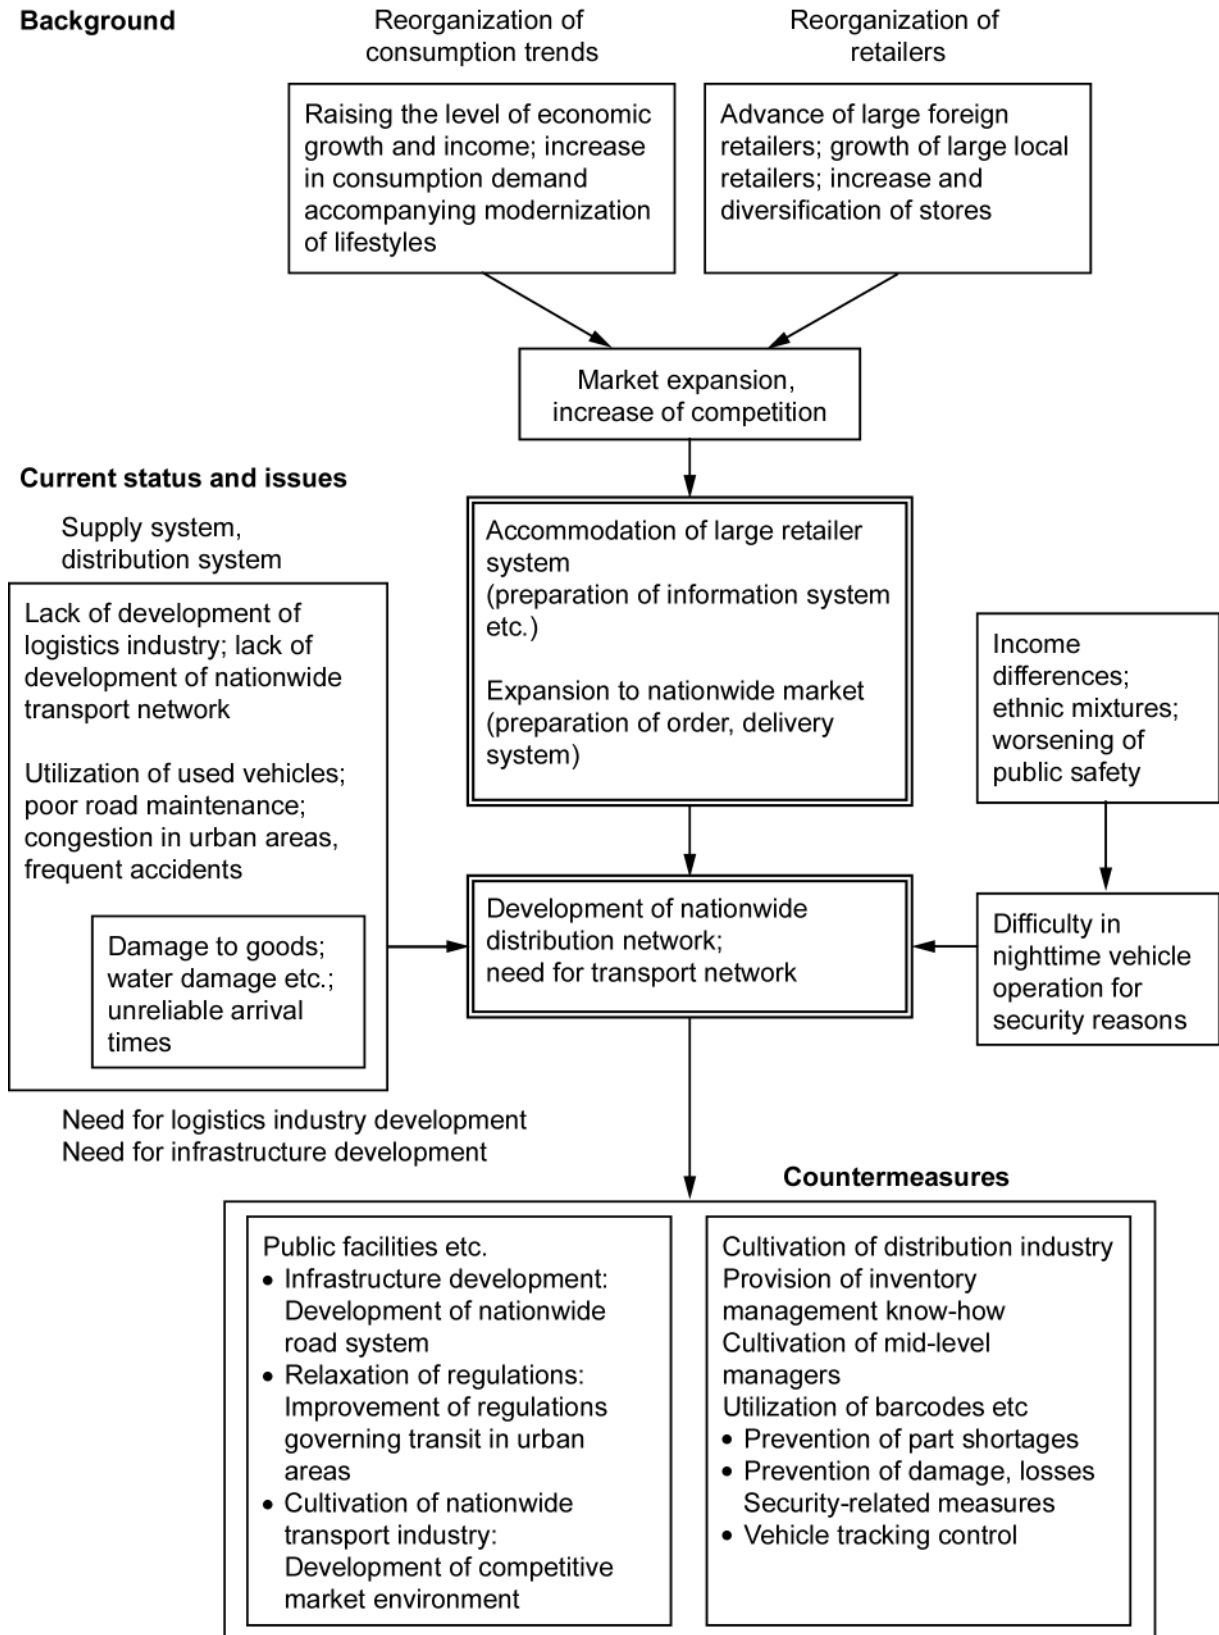 Background
Reorganization of
consumption trends
Reorganization of
retailers
Raising the level of economic
growth and income; increase
in consumption demand
accompanying modernization
of lifestyles
Advance of large foreign
retailers; growth of large local
retailers; increase and
diversification of stores
Market expansion,
increase of competition
Current status and issues
Supply system,
distribution system
Lack of development of
logistics industry; lack of
development of nationwide
transport network
Utilization of used vehicles;
poor road maintenance;
congestion in urban areas,
frequent accidents
Damage to goods;
water damage etc.;
unreliable arrival
times
Accommodation of large retailer
system
(preparation of information system
etc.)
Expansion to nationwide market
(preparation of order, delivery
system)
Income
differences;
ethnic mixtures;
worsening of
public safety
Development of nationwide
distribution network;
need for transport network
Difficulty in
nighttime vehicle
operation for
security reasons
Need for logistics industry development
Need for infrastructure development
Countermeasures
Public facilities etc.
• Infrastructure development:
Development of nationwide
road system
• Relaxation of regulations:
Improvement of regulations
governing transit in urban
areas
• Cultivation of nationwide
transport industry:
Development of competitive
market environment
Cultivation of distribution industry
Provision of inventory
management know-how
Cultivation of mid-level
managers
Utilization of barcodes etc
• Prevention of part shortages
• Prevention of damage, losses
Security-related measures
• Vehicle tracking control